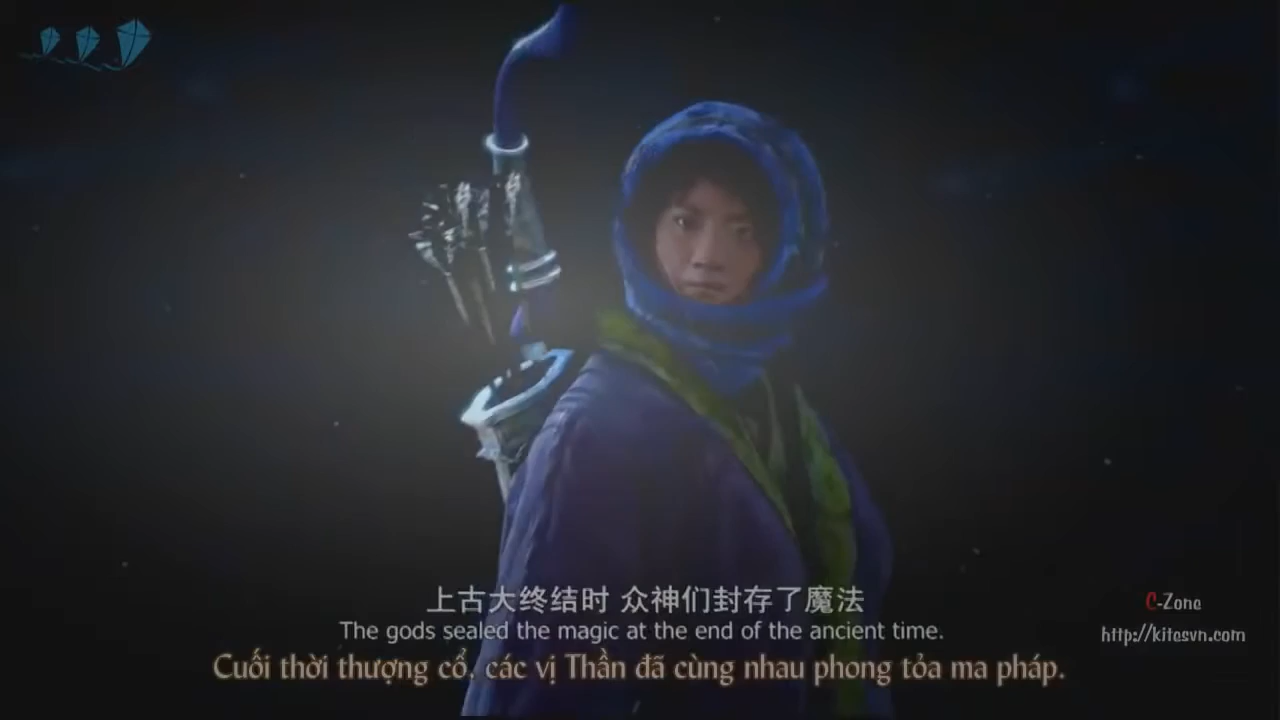 上古大终结时 众神们封存了魔法
The gods sealed the magic at the end of the ancient time.
Cuối thời thượng cổ, các vị Thần đã cùng nhau phong tỏa ma pháp.
C-Zone
http://kitesvn.com